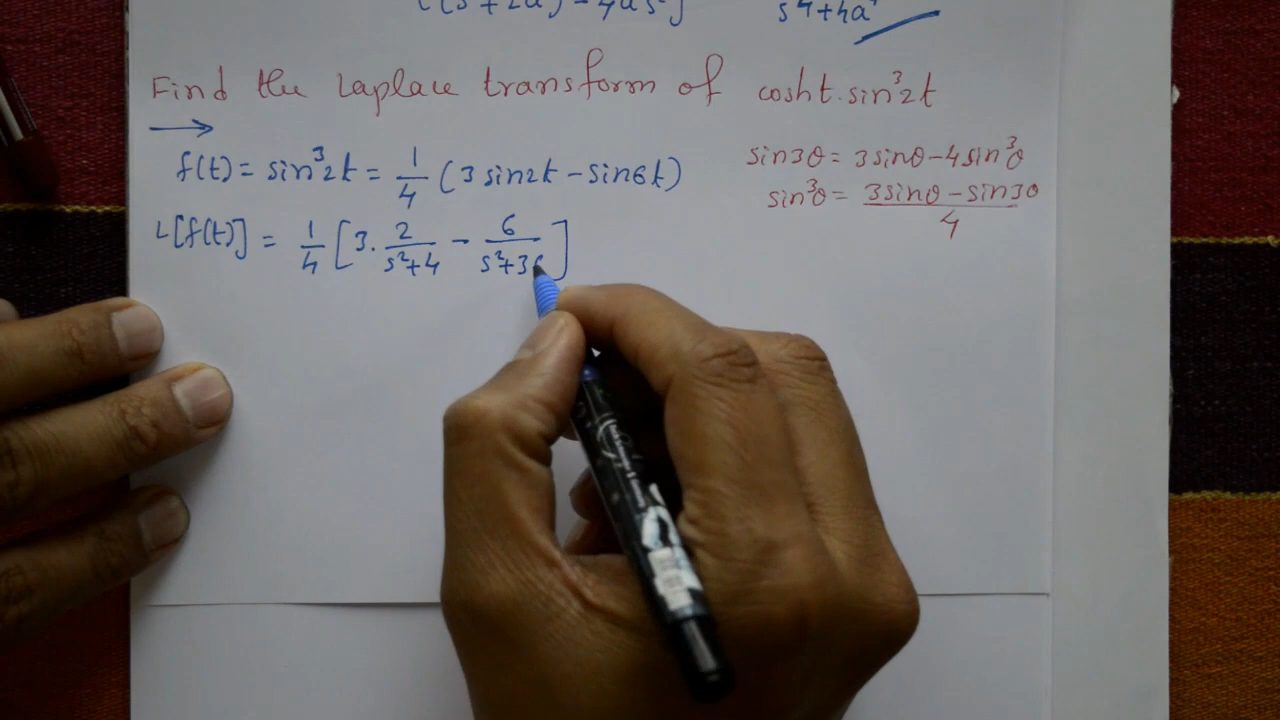 s⁴+4a⁴
Find the Laplace transform of cosht.sin³2t
f(t) = sin³2t = 1/4 (3 sin2t - sin6t)
sin3θ = 3sinθ-4sin³θ
sin³θ = 3sinθ-sin3θ/4
L[f(t)] = 1/4 [3. 2/s²+4 - 6/s²+36]